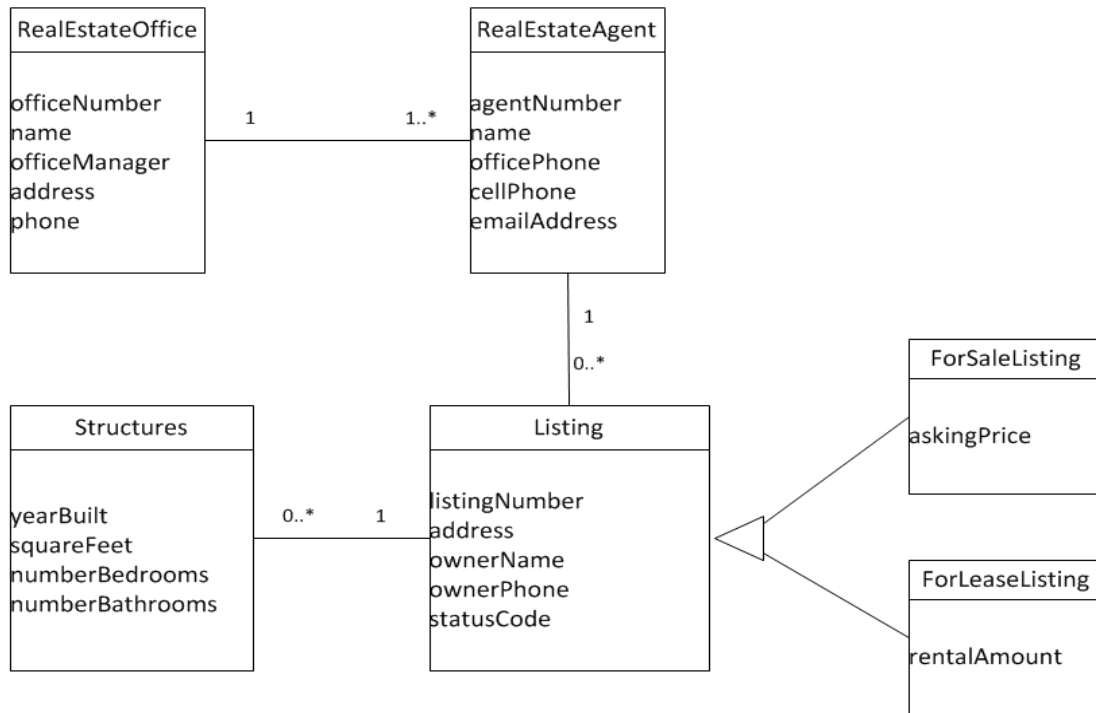 RealEstateOffice
officeNumber
name
officeManager
address
phone
1
1..*
RealEstateAgent
agentNumber
name
officePhone
cellPhone
emailAddress
1
0..*
Structures
yearBuilt
squareFeet
numberBedrooms
numberBathrooms
0..*
1
Listing
listingNumber
address
ownerName
ownerPhone
statusCode
ForSaleListing
askingPrice
ForLeaseListing
rentalAmount